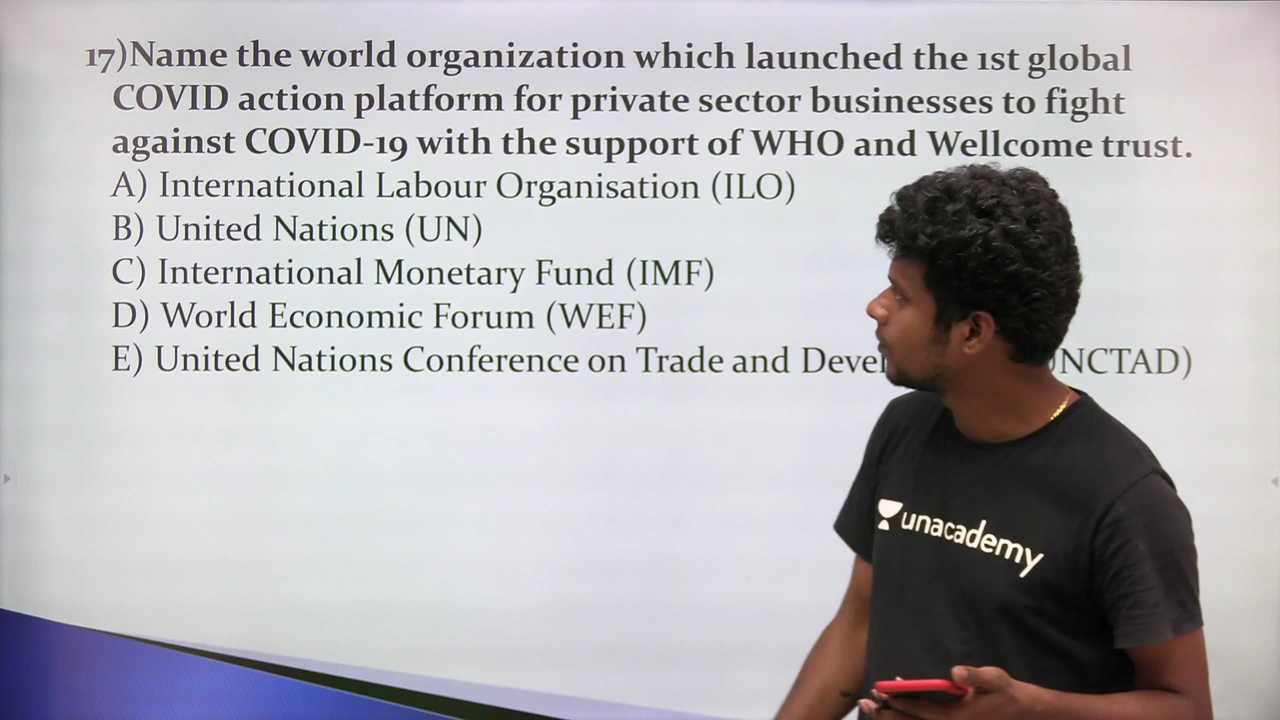 17)Name the world organization which launched the 1st global
COVID action platform for private sector businesses to fight
against COVID-19 with the support of WHO and Wellcome trust.
A) International Labour Organisation (ILO)
B) United Nations (UN)
C) International Monetary Fund (IMF)
D) World Economic Forum (WEF)
E) United Nations Conference on Trade and
unacademy